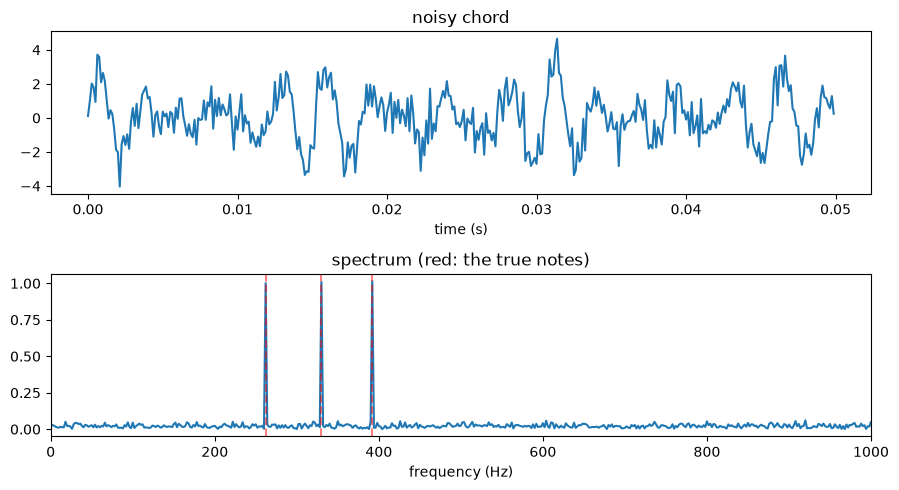 noisy chord
4
2
0
−2
−4
0.00 0.01 0.02 0.03 0.04 0.05
time (s)
spectrum (red: the true notes)
1.00
0.75
0.50
0.25
0.00
0 200 400 600 800 1000
frequency (Hz)